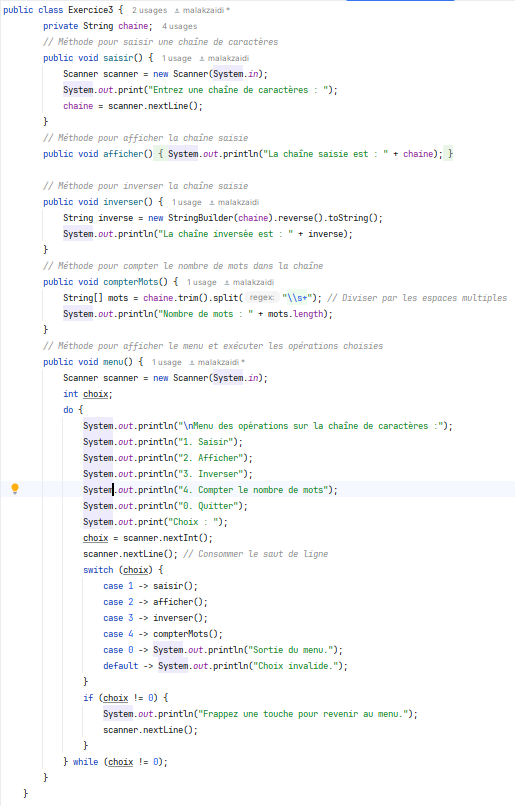 public class Exercice3 { 2 usages malakzaidi *
private String chaine; 4 usages
// Méthode pour saisir une chaîne de caractères
public void saisir() { 1 usage malakzaidi
Scanner scanner = new Scanner(System.in);
System.out.print("Entrez une chaîne de caractères : ");
chaine = scanner.nextLine();
}
// Méthode pour afficher la chaîne saisie
public void afficher() { System.out.println("La chaîne saisie est : " + chaine); }
// Méthode pour inverser la chaîne saisie
public void inverser() { 1 usage malakzaidi
String inverse = new StringBuilder(chaine).reverse().toString();
System.out.println("La chaîne inversée est : " + inverse);
}
// Méthode pour compter le nombre de mots dans la chaîne
public void compterMots() { 1 usage malakzaidi
String[] mots = chaine.trim().split( regex: "\\s+"); // Diviser par les espaces multiples
System.out.println("Nombre de mots : " + mots.length);
}
// Méthode pour afficher le menu et exécuter les opérations choisies
public void menu() { 1 usage malakzaidi *
Scanner scanner = new Scanner(System.in);
int choix;
do {
System.out.println("\nMenu des opérations sur la chaîne de caractères :");
System.out.println("1. Saisir");
System.out.println("2. Afficher");
System.out.println("3. Inverser");
System.out.println("4. Compter le nombre de mots");
System.out.println("0. Quitter");
System.out.print("Choix : ");
choix = scanner.nextInt();
scanner.nextLine(); // Consommer le saut de ligne
switch (choix) {
case 1 -> saisir();
case 2 -> afficher();
case 3 -> inverser();
case 4 -> compterMots();
case 0 -> System.out.println("Sortie du menu.");
default -> System.out.println("Choix invalide.");
}
if (choix != 0) {
System.out.println("Frappez une touche pour revenir au menu.");
scanner.nextLine();
}
} while (choix != 0);
}
}